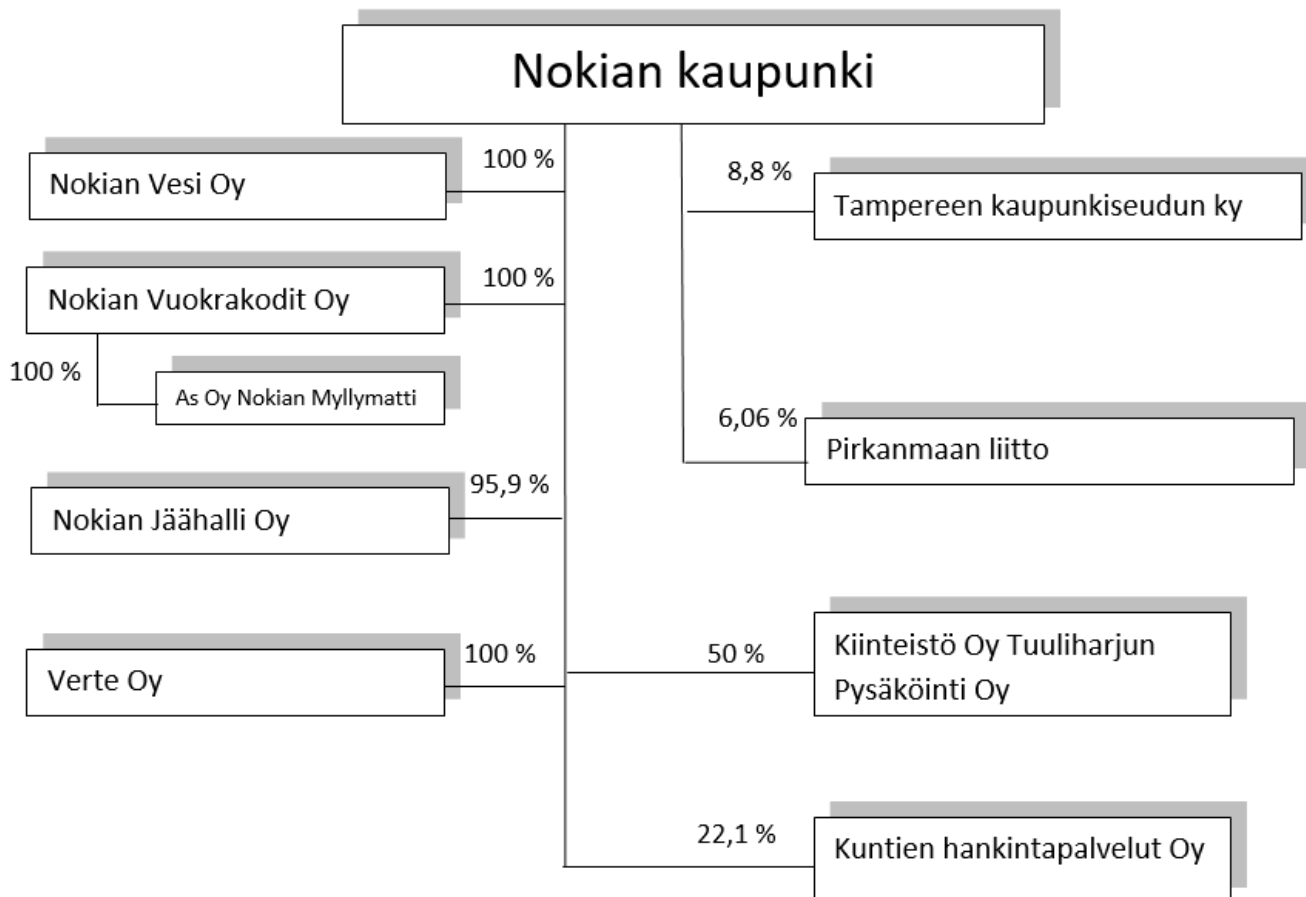 Nokian kaupunki
100 %
Nokian Vesi Oy
8,8 %
Tampereen kaupunkiseudun ky
100 %
Nokian Vuokrakodit Oy
100 %
As Oy Nokian Myllymatti
6,06 %
Pirkanmaan liitto
95,9 %
Nokian Jäähalli Oy
100 %
Verte Oy
50 %
Kiinteistö Oy Tuuliharjun
Pysäköinti Oy
22,1 %
Kuntien hankintapalvelut Oy